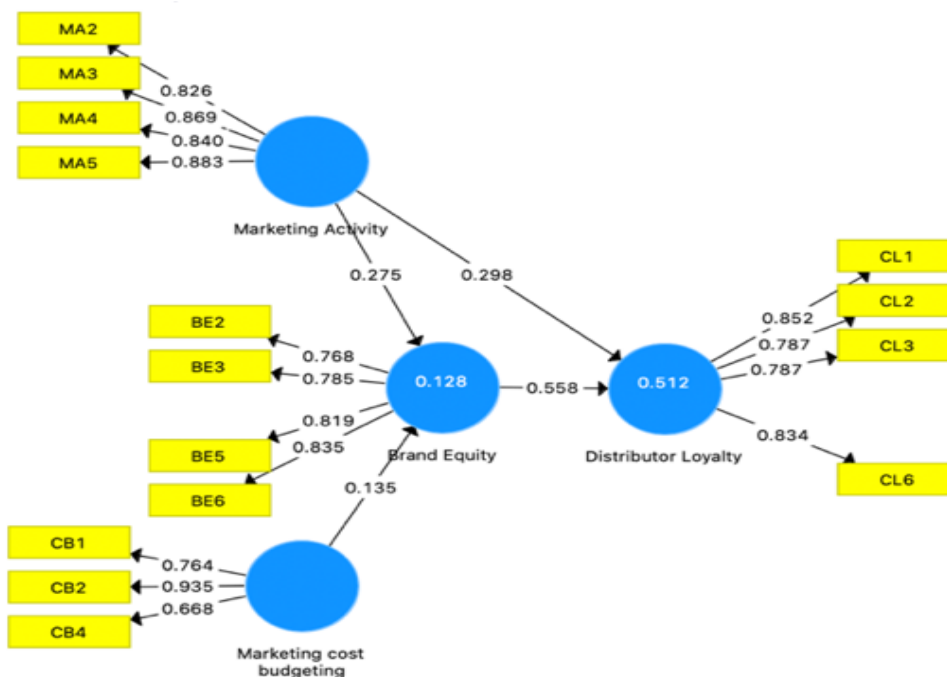 MA2
MA3
MA4
MA5
0.826
0.869
0.840
0.883
Marketing Activity
0.275
0.298
CL1
CL2
CL3
CL6
0.852
0.787
0.787
0.834
BE2
BE3
BE5
BE6
0.768
0.785
0.819
0.835
0.128
Brand Equity
0.558
0.512
Distributor Loyalty
0.135
CB1
CB2
CB4
0.764
0.935
0.668
Marketing cost
budgeting